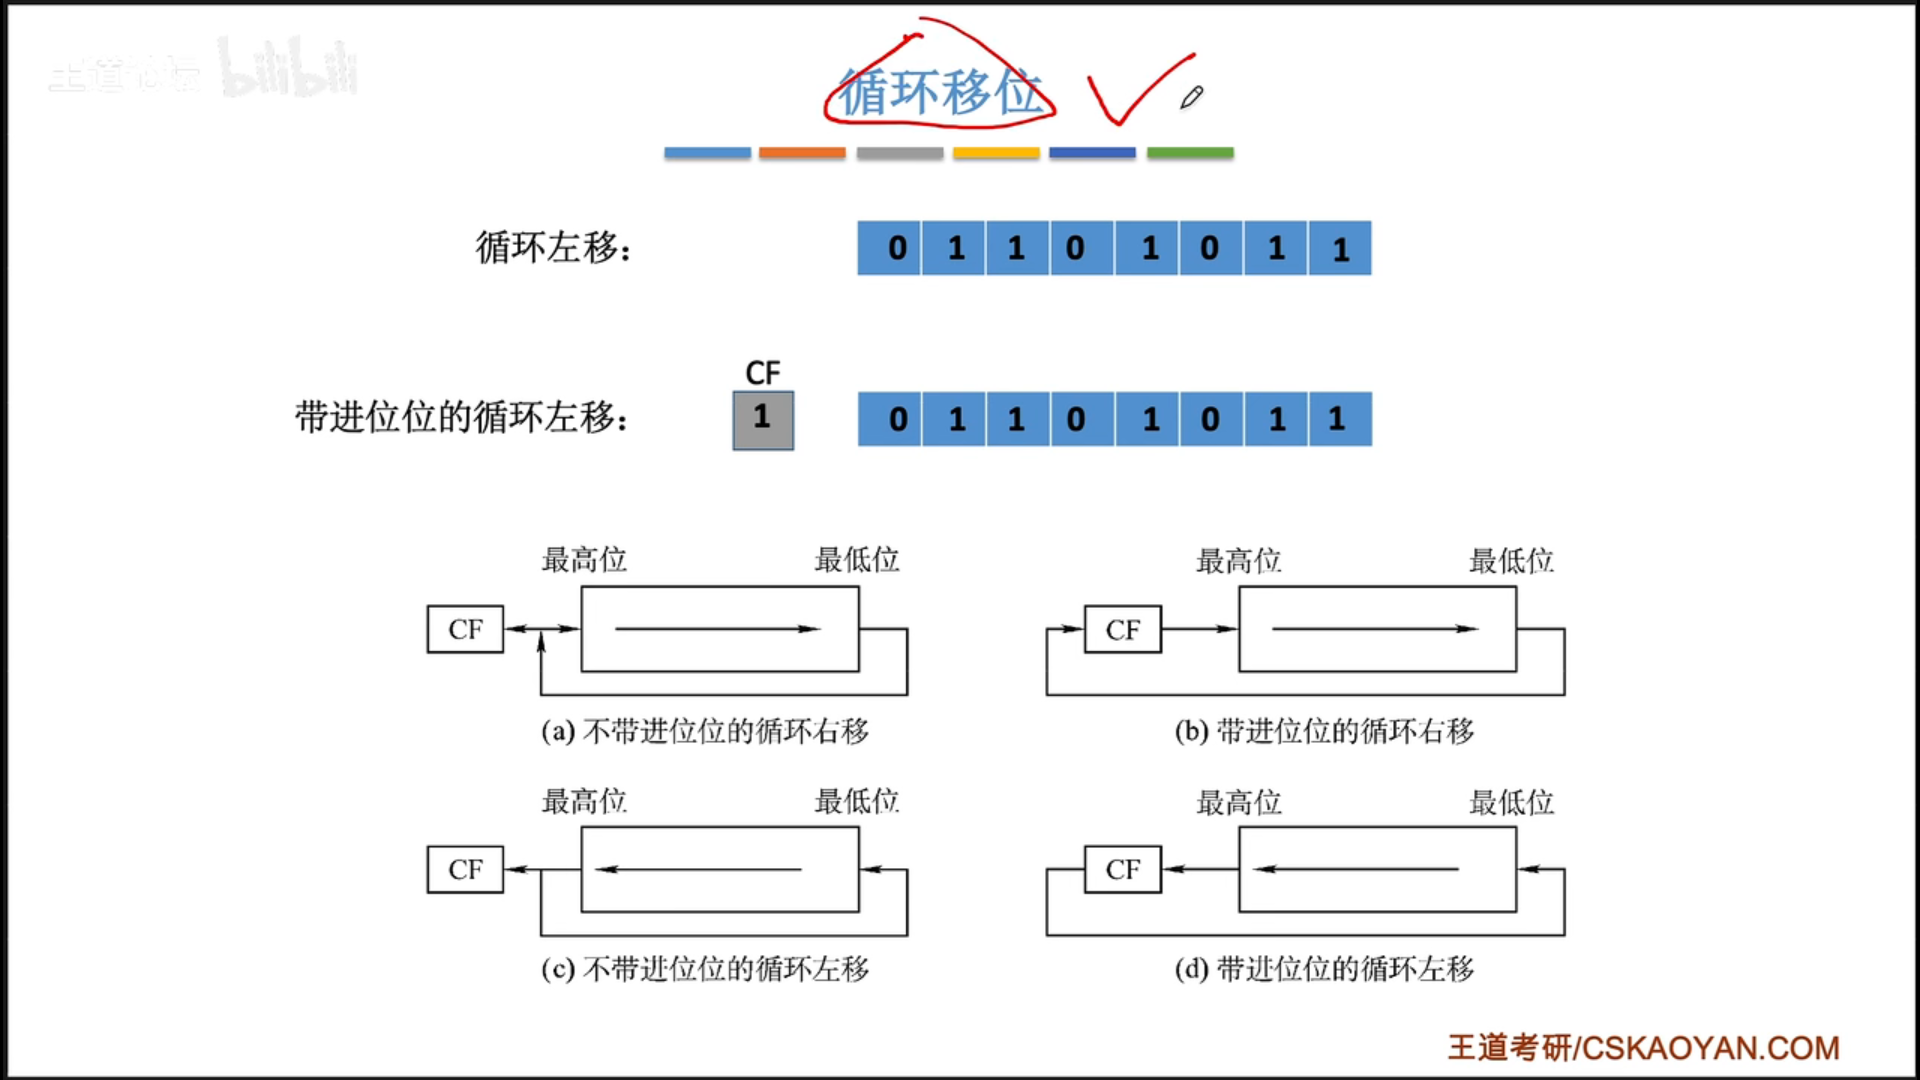 王道论坛 bilibili
循环移位
循环左移： 0 1 1 0 1 0 1 1
CF
带进位位的循环左移： 1 0 1 1 0 1 0 1 1
最高位 最低位 最高位 最低位
CF CF
(a) 不带进位位的循环右移 (b) 带进位位的循环右移
最高位 最低位 最高位 最低位
CF CF
(c) 不带进位位的循环左移 (d) 带进位位的循环左移
王道考研/CSKAOYAN.COM